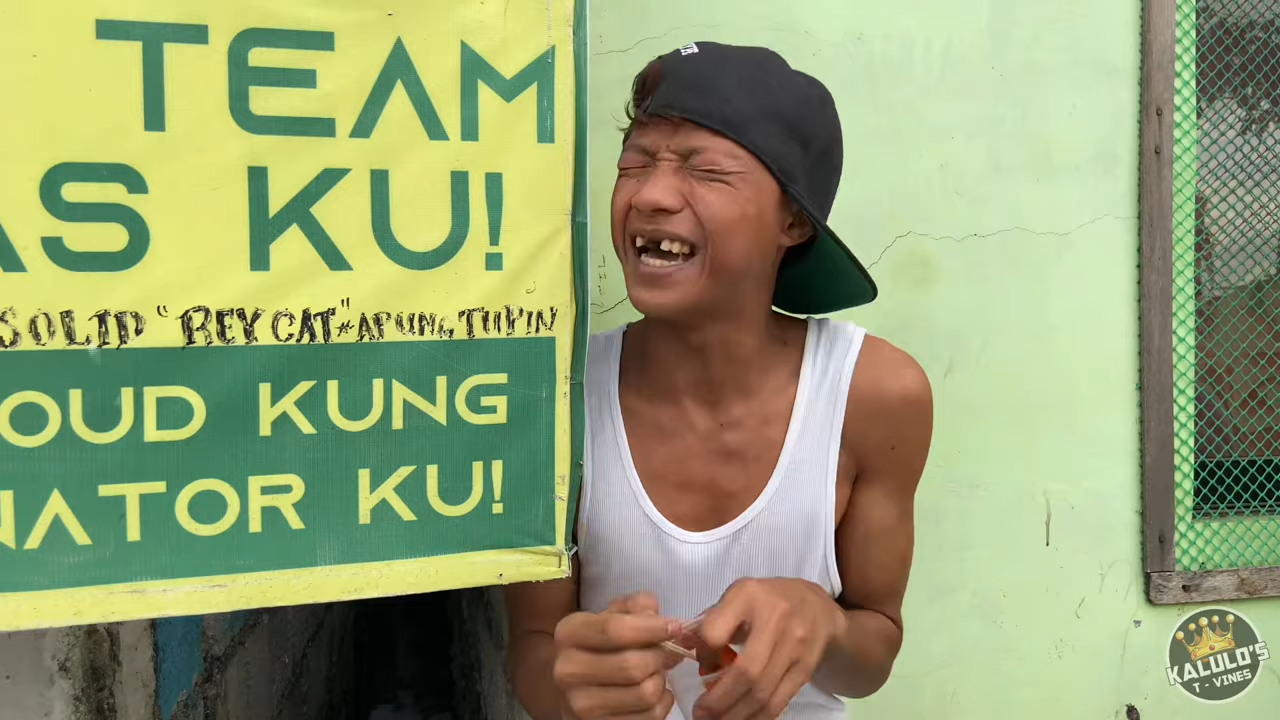 TEAM
AS KU!
SOLID "REY CAT" * APUNG TUPIN
OUD KUNG
NATOR KU!
KALULO'S
T-VINES